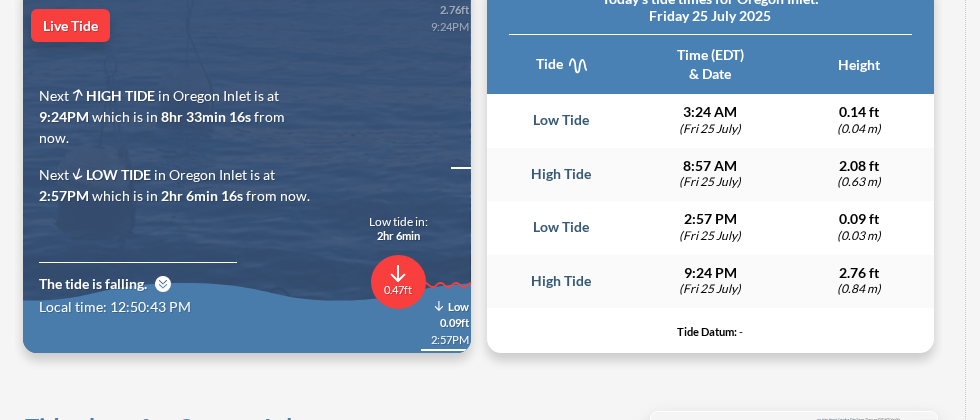 2.76ft
9:24PM
Live Tide
Next ↑ HIGH TIDE in Oregon Inlet is at
9:24PM which is in 8hr 33min 16s from
now.
Next ↓ LOW TIDE in Oregon Inlet is at
2:57PM which is in 2hr 6min 16s from now.
Low tide in:
2hr 6min
0.47ft
The tide is falling.
Local time: 12:50:43 PM
↓ Low
0.09ft
2:57PM
Today's tide times for Oregon Inlet:
Friday 25 July 2025
Tide Time (EDT) Height
& Date
Low Tide 3:24 AM 0.14 ft
(Fri 25 July) (0.04 m)
High Tide 8:57 AM 2.08 ft
(Fri 25 July) (0.63 m)
Low Tide 2:57 PM 0.09 ft
(Fri 25 July) (0.03 m)
High Tide 9:24 PM 2.76 ft
(Fri 25 July) (0.84 m)
Tide Datum: -